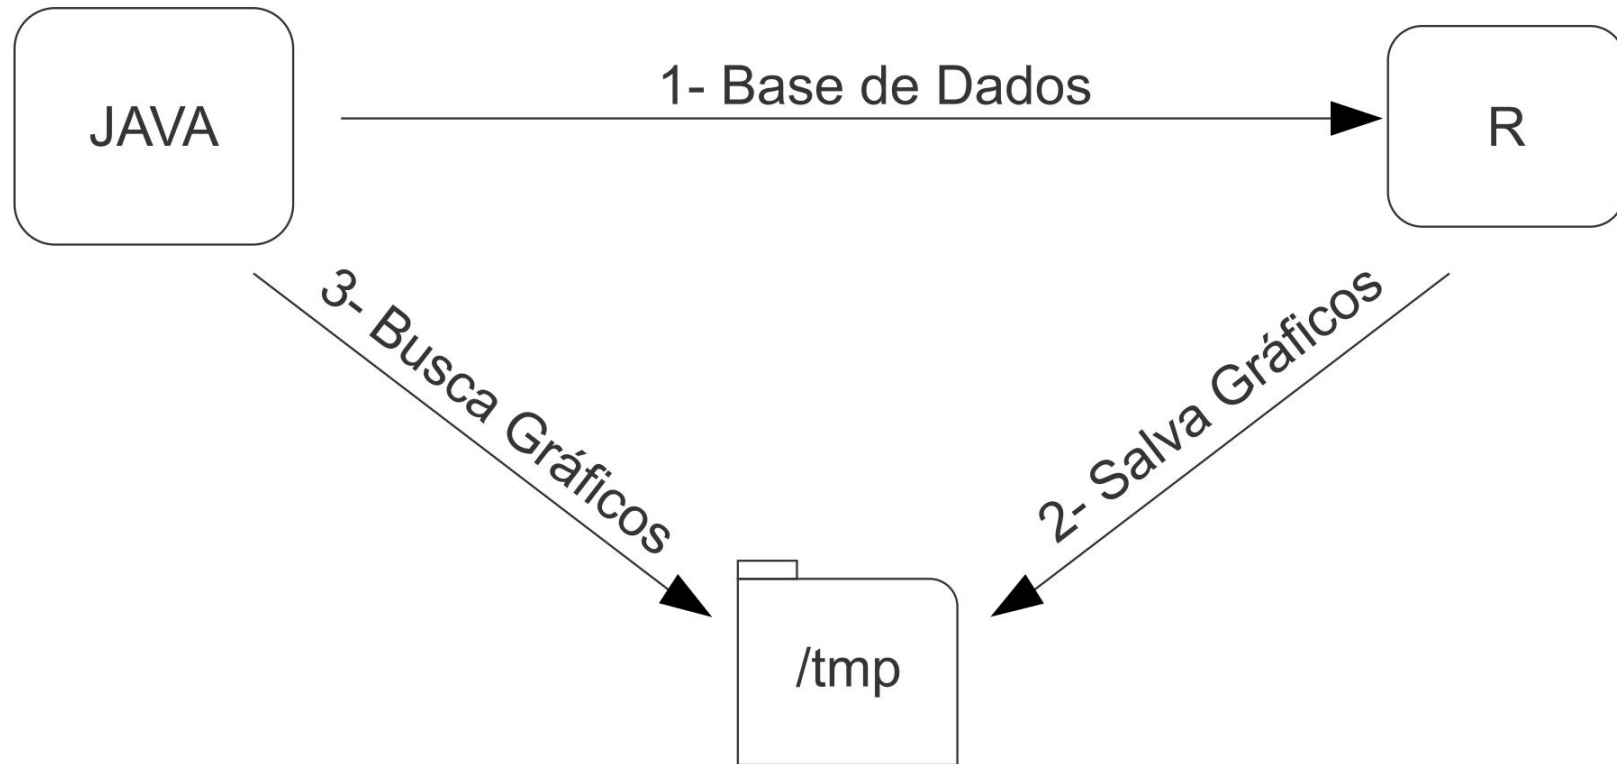 JAVA
1- Base de Dados
R
3- Busca Gráficos
2- Salva Gráficos
/tmp